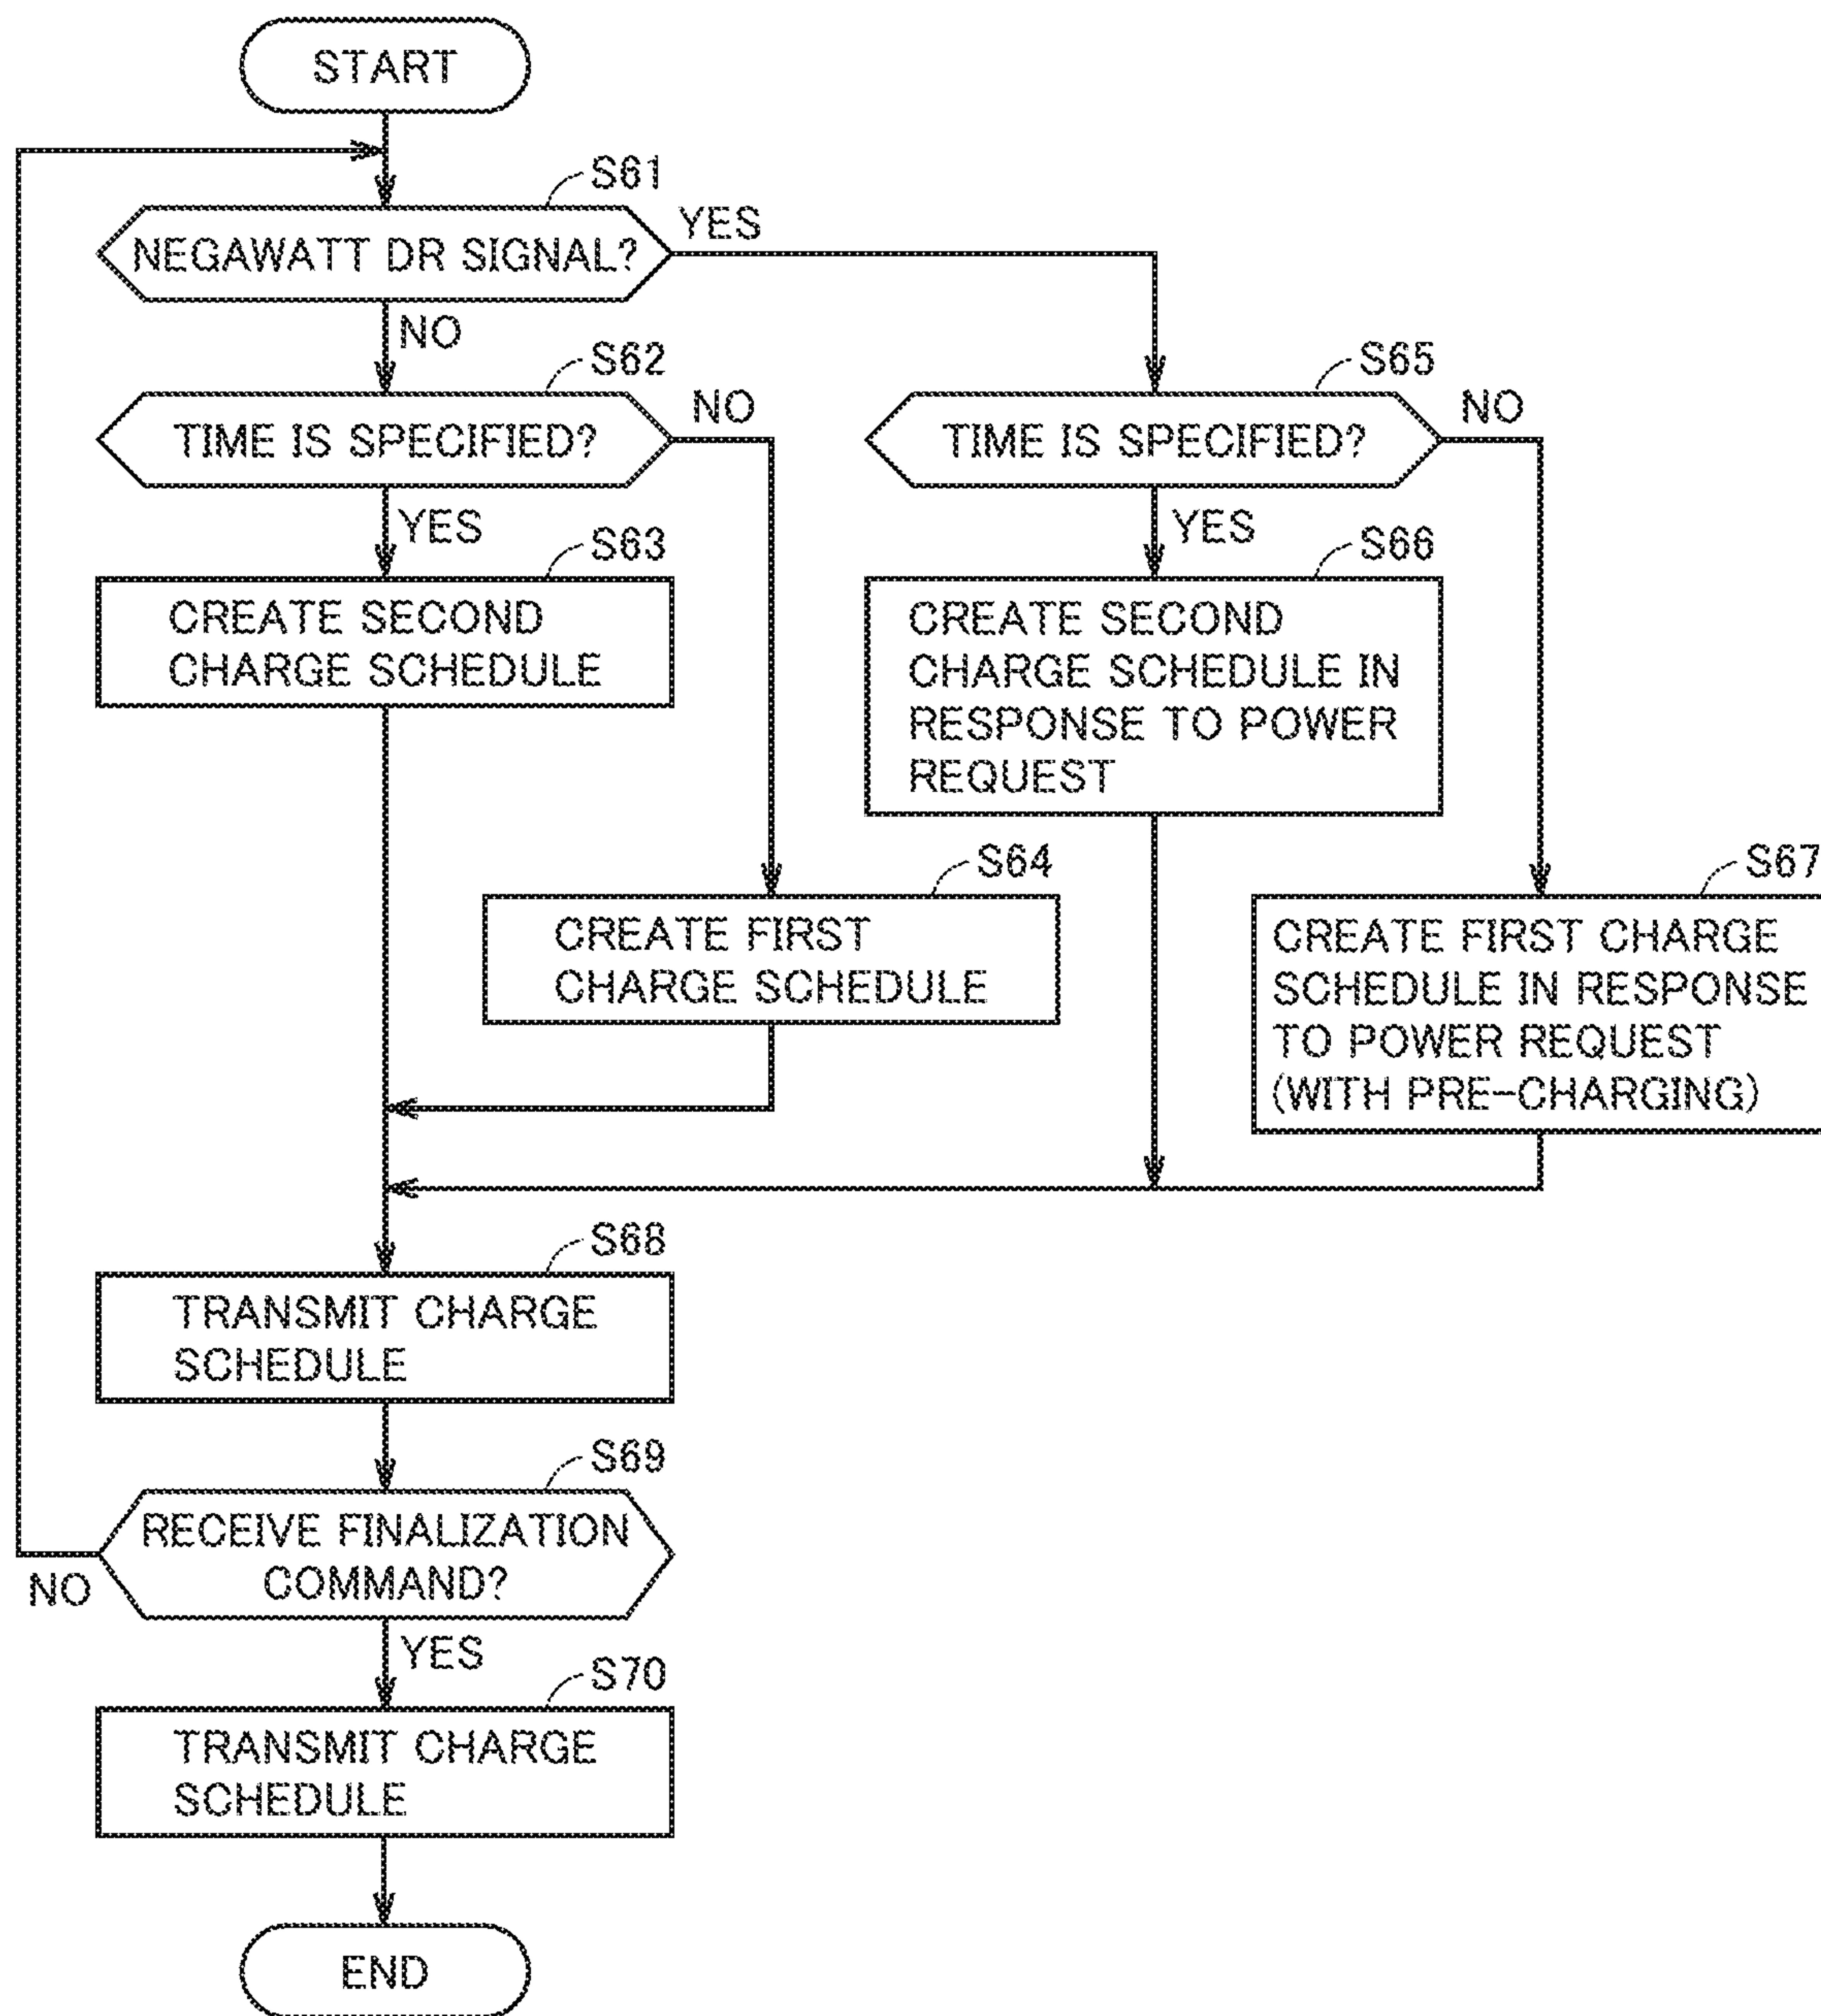 START
S61
NEGAWATT DR SIGNAL?
YES
NO
S62
TIME IS SPECIFIED?
NO
S65
TIME IS SPECIFIED?
NO
YES
S63
CREATE SECOND
CHARGE SCHEDULE
YES
S66
CREATE SECOND
CHARGE SCHEDULE IN
RESPONSE TO POWER
REQUEST
S64
CREATE FIRST
CHARGE SCHEDULE
S67
CREATE FIRST CHARGE
SCHEDULE IN RESPONSE
TO POWER REQUEST
(WITH PRE-CHARGING)
S68
TRANSMIT CHARGE
SCHEDULE
S69
RECEIVE FINALIZATION
COMMAND?
NO
YES
S70
TRANSMIT CHARGE
SCHEDULE
END